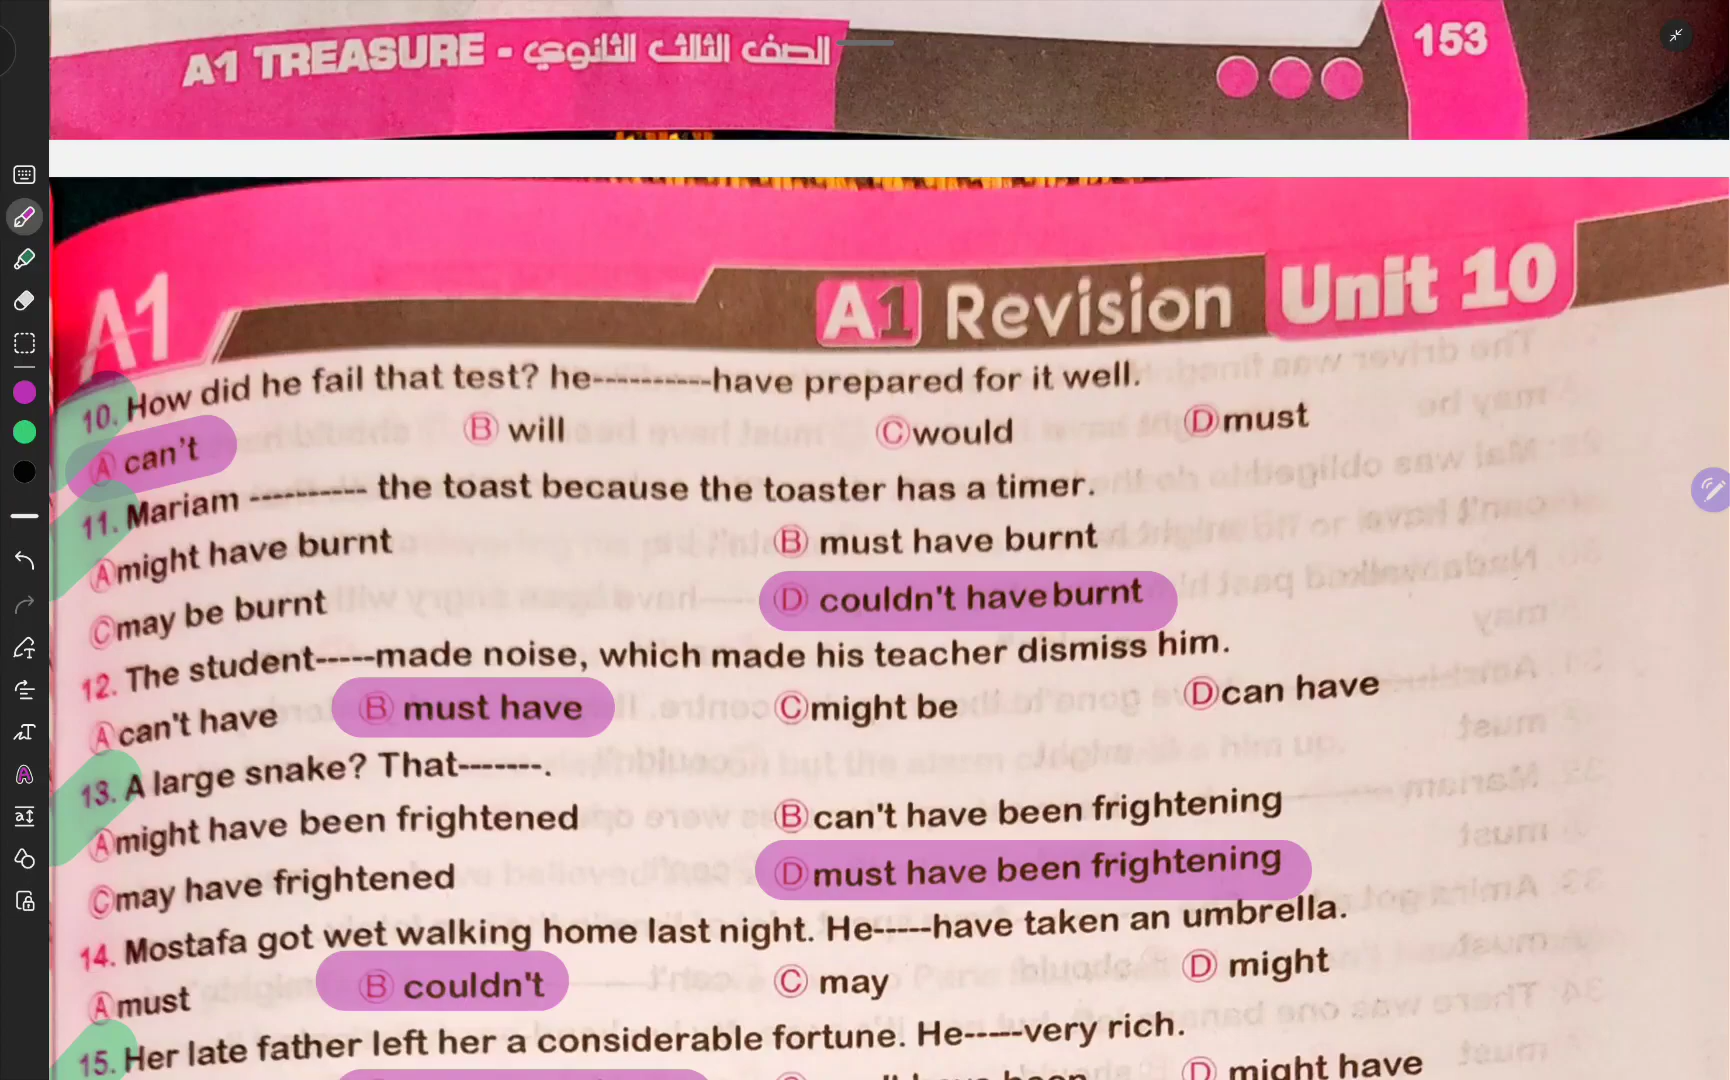 A1 TREASURE - الصف الثالث الثانوي
153
A1
A1 Revision Unit 10
10. How did he fail that test? he----------have prepared for it well.
A can't B will C would D must
11. Mariam ---------- the toast because the toaster has a timer.
A might have burnt B must have burnt
C may be burnt D couldn't have burnt
12. The student-----made noise, which made his teacher dismiss him.
A can't have B must have C might be D can have
13. A large snake? That-------.
A might have been frightened B can't have been frightening
C may have frightened D must have been frightening
14. Mostafa got wet walking home last night. He-----have taken an umbrella.
A must B couldn't C may D might
15. Her late father left her a considerable fortune. He-----very rich.
D might have